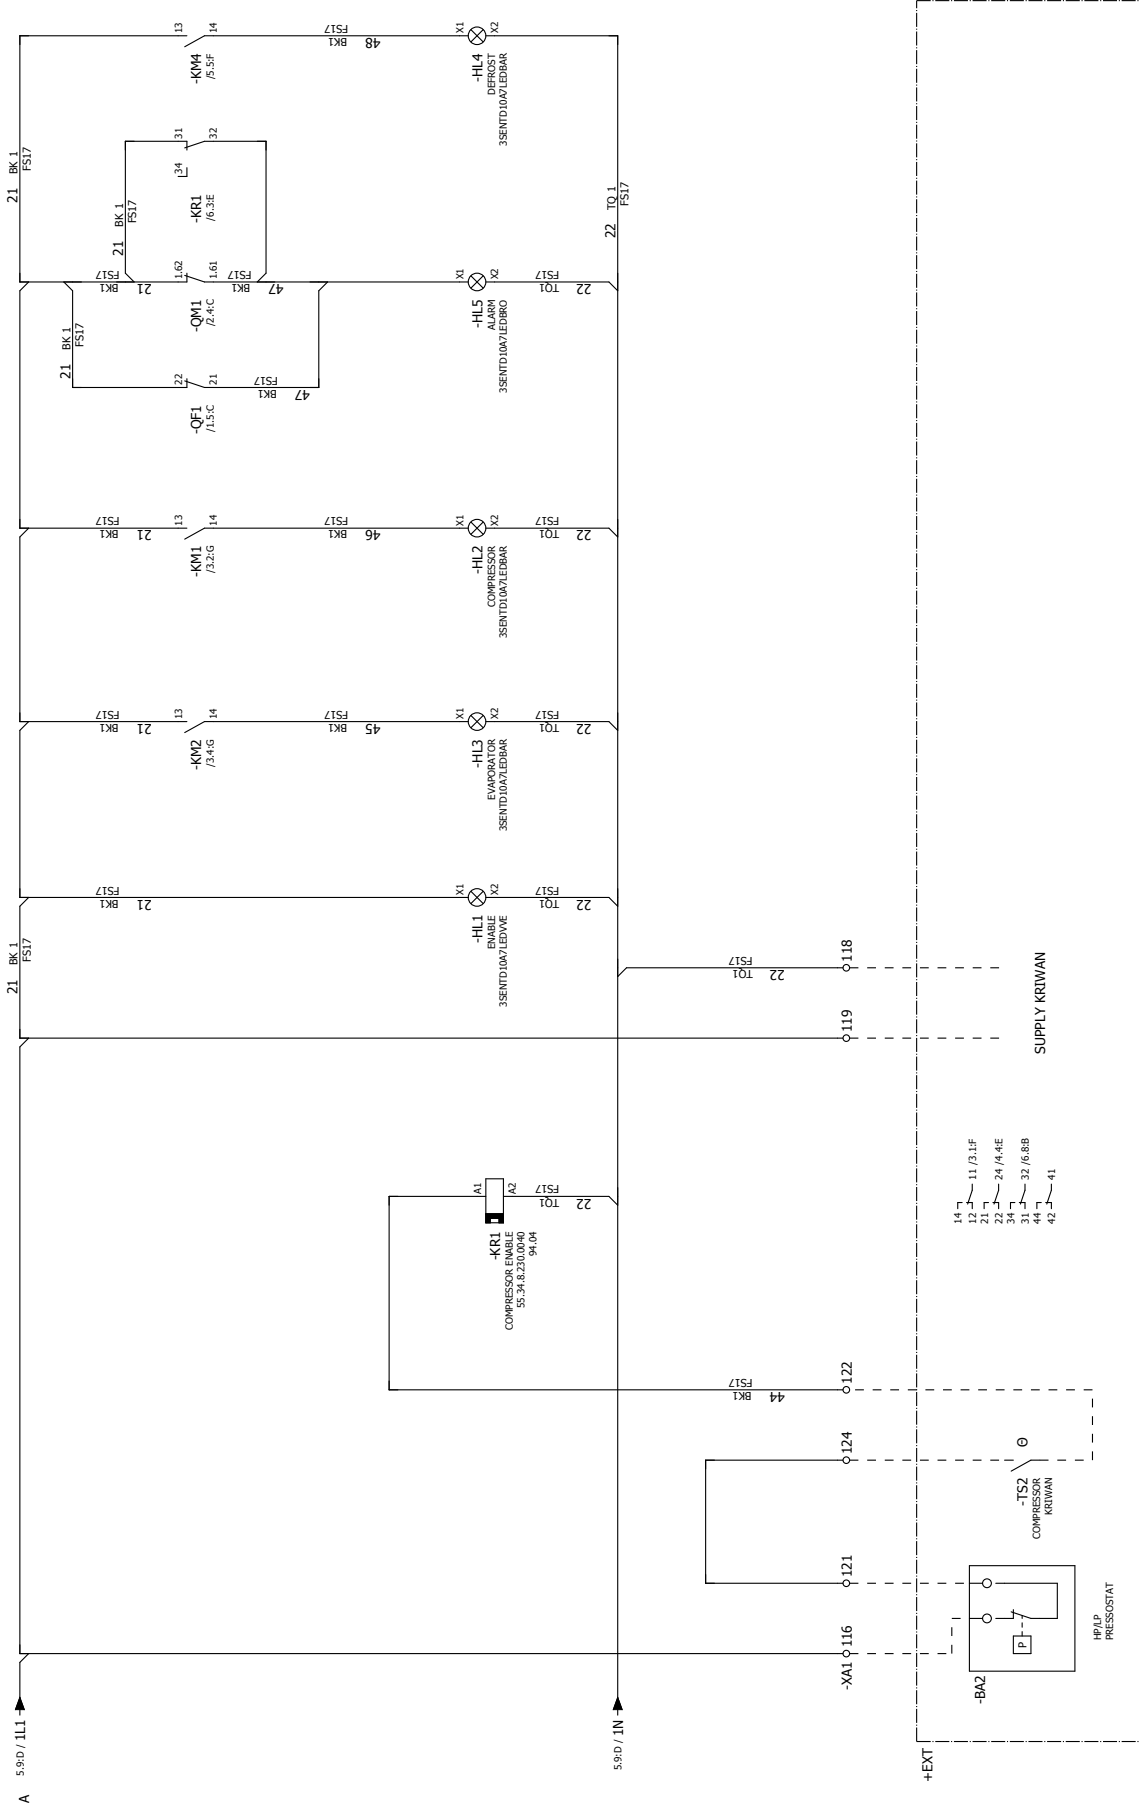 A
5.9:D / 1L1
5.9:D / 1N
+EXT
-XA1
116
121
124
122
119
118
-BA2
P
HP/LP
PRESSOSTAT
-TS2
COMPRESSOR
KRIWAN
Θ
BK1
FS17
44
-KR1
COMPRESSOR ENABLE
55.34.8.230.0040
94.04
A1
A2
TQ1
FS17
22
14
12
11 /3.1:F
21
22
24 /4.4:E
34
31
32 /6.8:B
44
42
41
SUPPLY KRIWAN
TQ1
FS17
22
21
BK 1
FS17
BK1
FS17
21
-HL1
ENABLE
3SENTD10A7LEDVVE
X1
X2
TQ1
FS17
22
BK1
FS17
21
-KM2
/3.4:G
13
14
BK1
FS17
45
-HL3
EVAPORATOR
3SENTD10A7LEDBAR
X1
X2
TQ1
FS17
22
BK1
FS17
21
-KM1
/3.2:G
13
14
BK1
FS17
46
-HL2
COMPRESSOR
3SENTD10A7LEDBAR
X1
X2
TQ1
FS17
22
21
BK 1
FS17
-QF1
/1.5:C
22
21
BK1
FS17
47
BK1
FS17
21
-QM1
/2.4:C
1.62
1.61
BK1
FS17
47
-HL5
ALARM
3SENTD10A7LEDBRO
X1
X2
TQ1
FS17
22
21
BK 1
FS17
-KR1
/6.3:E
34
31
32
21
BK 1
FS17
22
TQ 1
FS17
-KM4
/5.5:F
13
14
BK1
FS17
48
-HL4
DEFROST
3SENTD10A7LEDBAR
X1
X2